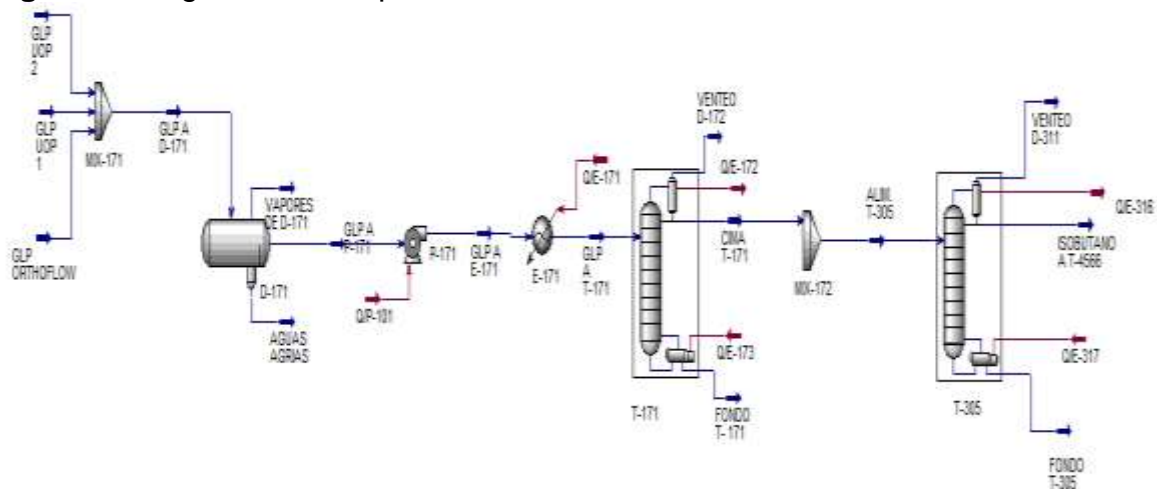 GLP
UOP
2
GLP
UOP
1
GLP
ORTHOFLOW
MIX-171
GLP A
D-171
VAPORES
DE D-171
D-171
AGUAS
AGRIAS
GLP A
P-171
P-171
Q/P-101
GLP A
E-171
Q/E-171
E-171
GLP
A
T-171
VENTEO
D-172
Q/E-172
CIMA
T-171
Q/E-173
T-171
FONDO
T- 171
MIX-172
ALIM.
T-305
VENTEO
D-311
Q/E-316
ISOBUTANO
A T-4566
Q/E-317
T-305
FONDO
T-305